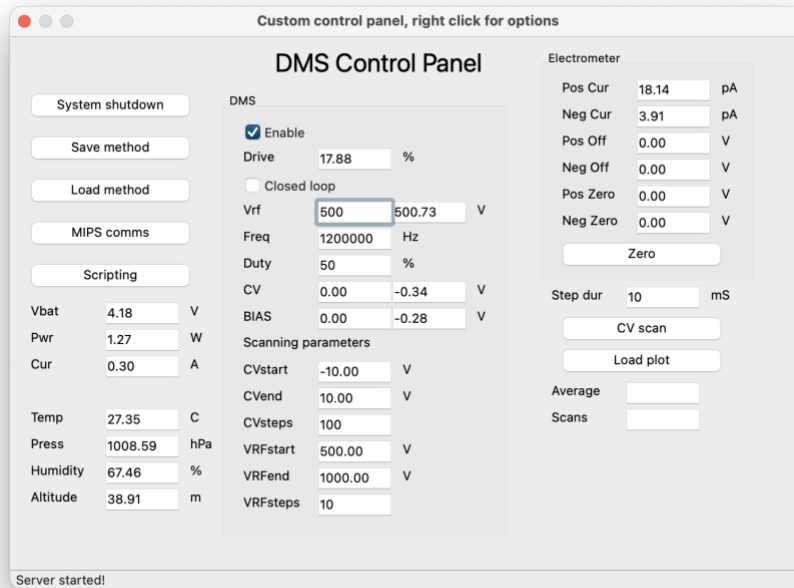 Custom control panel, right click for options
DMS Control Panel
System shutdown
Save method
Load method
MIPS comms
Scripting
Vbat 4.18 V
Pwr 1.27 W
Cur 0.30 A
Temp 27.35 C
Press 1008.59 hPa
Humidity 67.46 %
Altitude 38.91 m
DMS
Enable
Drive 17.88 %
Closed loop
Vrf 500 500.73 V
Freq 1200000 Hz
Duty 50 %
CV 0.00 -0.34 V
BIAS 0.00 -0.28 V
Scanning parameters
CVstart -10.00 V
CVend 10.00 V
CVsteps 100
VRFstart 500.00 V
VRFend 1000.00 V
VRFsteps 10
Electrometer
Pos Cur 18.14 pA
Neg Cur 3.91 pA
Pos Off 0.00 V
Neg Off 0.00 V
Pos Zero 0.00 V
Neg Zero 0.00 V
Zero
Step dur 10 mS
CV scan
Load plot
Average
Scans
Server started!